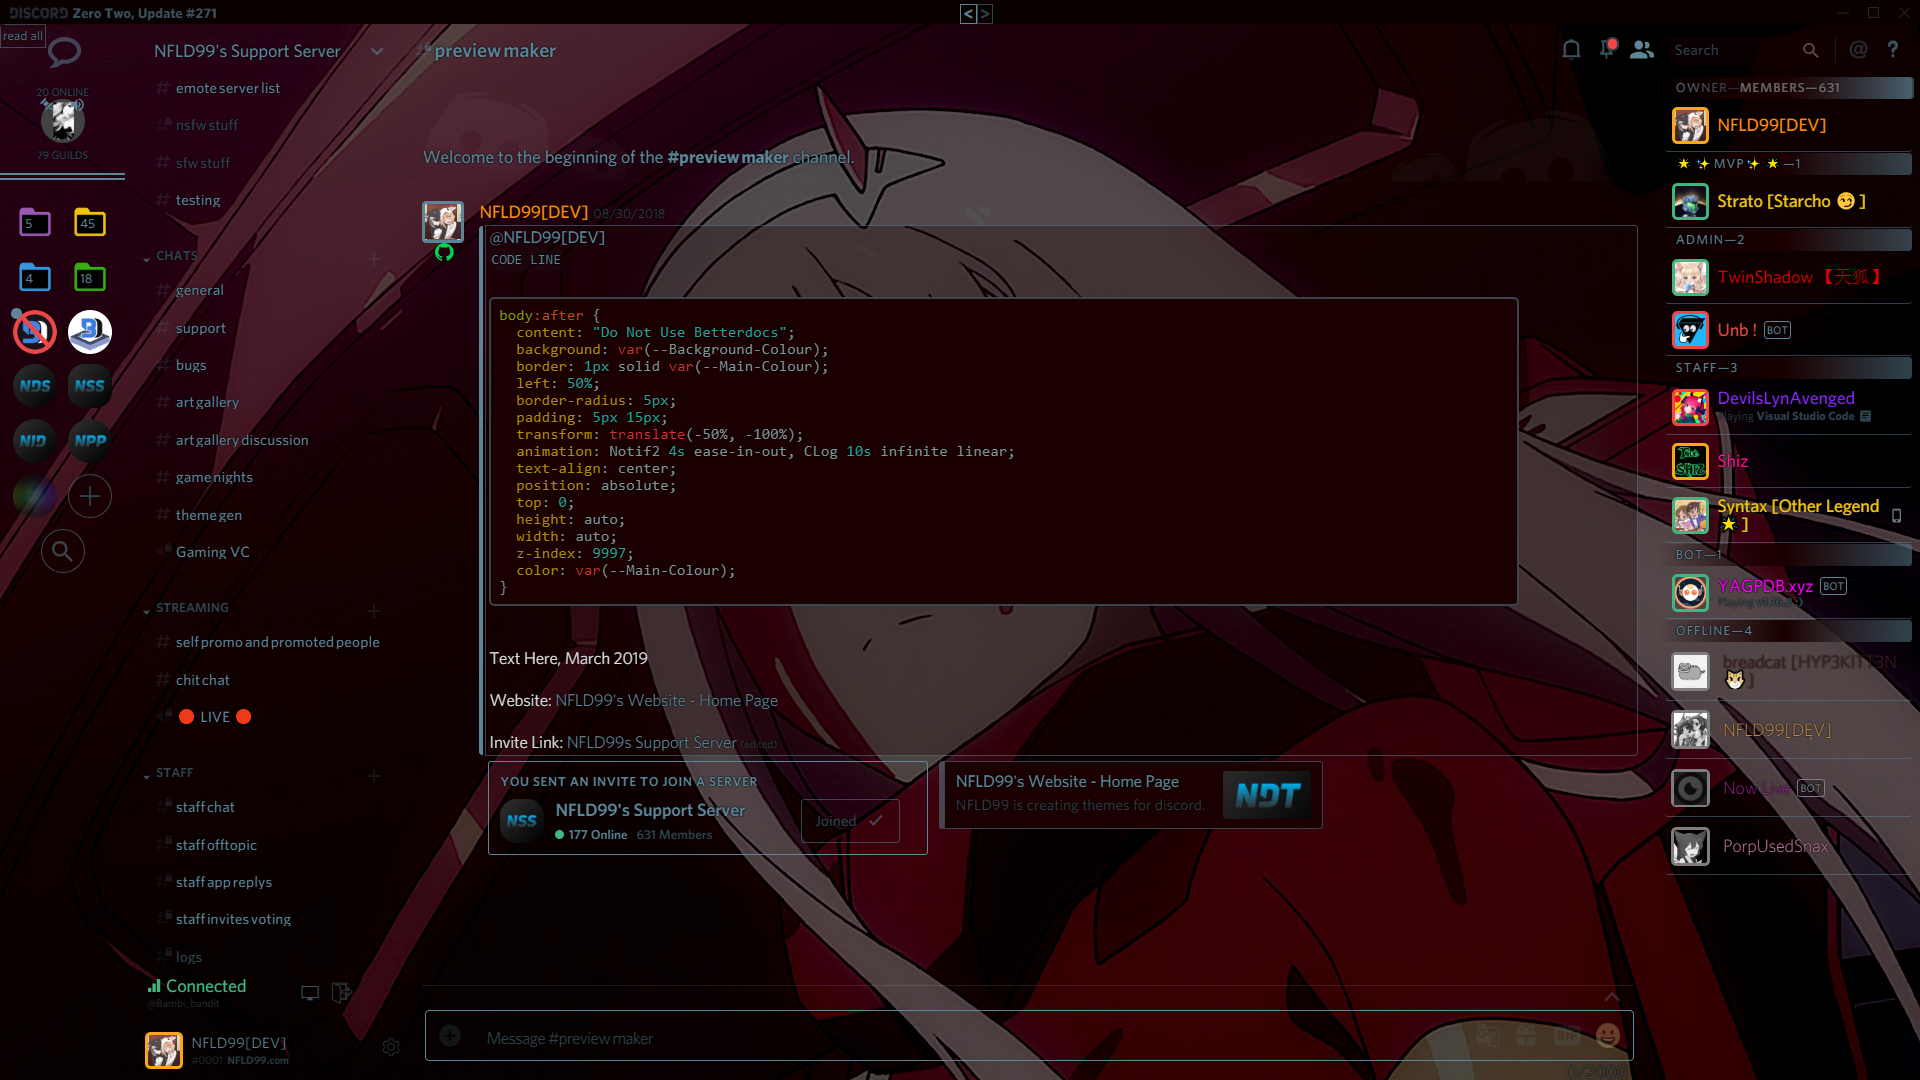 DISCORD Zero Two, Update #271
<>
read all
NFLD99's Support Server
20 ONLINE
79 GUILDS
5
45
4
18
NDS
NSS
NID
NPP
emote server list
nsfw stuff
sfw stuff
testing
CHATS
general
support
bugs
art gallery
art gallery discussion
game nights
theme gen
Gaming VC
STREAMING
self promo and promoted people
chit chat
🔴 LIVE 🔴
STAFF
staff chat
staff offtopic
staff app replys
staff invites voting
logs
Connected
@Bambi_bandit
NFLD99[DEV]
#0001 NFLD99.com
preview maker
Search
@
?
Welcome to the beginning of the #preview maker channel.
NFLD99[DEV] 08/30/2018
@NFLD99[DEV]
CODE LINE
body:after {
content: "Do Not Use Betterdocs";
background: var(--Background-Colour);
border: 1px solid var(--Main-Colour);
left: 50%;
border-radius: 5px;
padding: 5px 15px;
transform: translate(-50%, -100%);
animation: Notif2 4s ease-in-out, CLog 10s infinite linear;
text-align: center;
position: absolute;
top: 0;
height: auto;
width: auto;
z-index: 9997;
color: var(--Main-Colour);
}
Text Here, March 2019
Website: NFLD99's Website - Home Page
Invite Link: NFLD99s Support Server (edited)
YOU SENT AN INVITE TO JOIN A SERVER
NSS
NFLD99's Support Server
177 Online 631 Members
Joined
NFLD99's Website - Home Page
NFLD99 is creating themes for discord.
NDT
Message #preview maker
GIF
0/2000
OWNER—MEMBERS—631
NFLD99[DEV]
🌟 ✨ MVP ✨ 🌟 —1
Strato [Starcho 😏 ]
ADMIN—2
TwinShadow 【天狐】
Unb ! BOT
STAFF—3
DevilsLynAvenged
Playing Visual Studio Code
The SHIZ
Shiz
Syntax [Other Legend
🌟 ]
BOT—1
YAGPDB.xyz BOT
OFFLINE—4
breadcat [HYP3KITT3N
]
NFLD99[DEV]
Now Live BOT
PorpUsedSnax